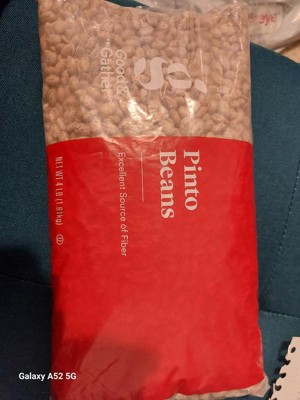 Good &
Gather
Pinto
Beans
Excellent Source of Fiber
NET WT 4 LB (1.81kg)
Galaxy A52 5G